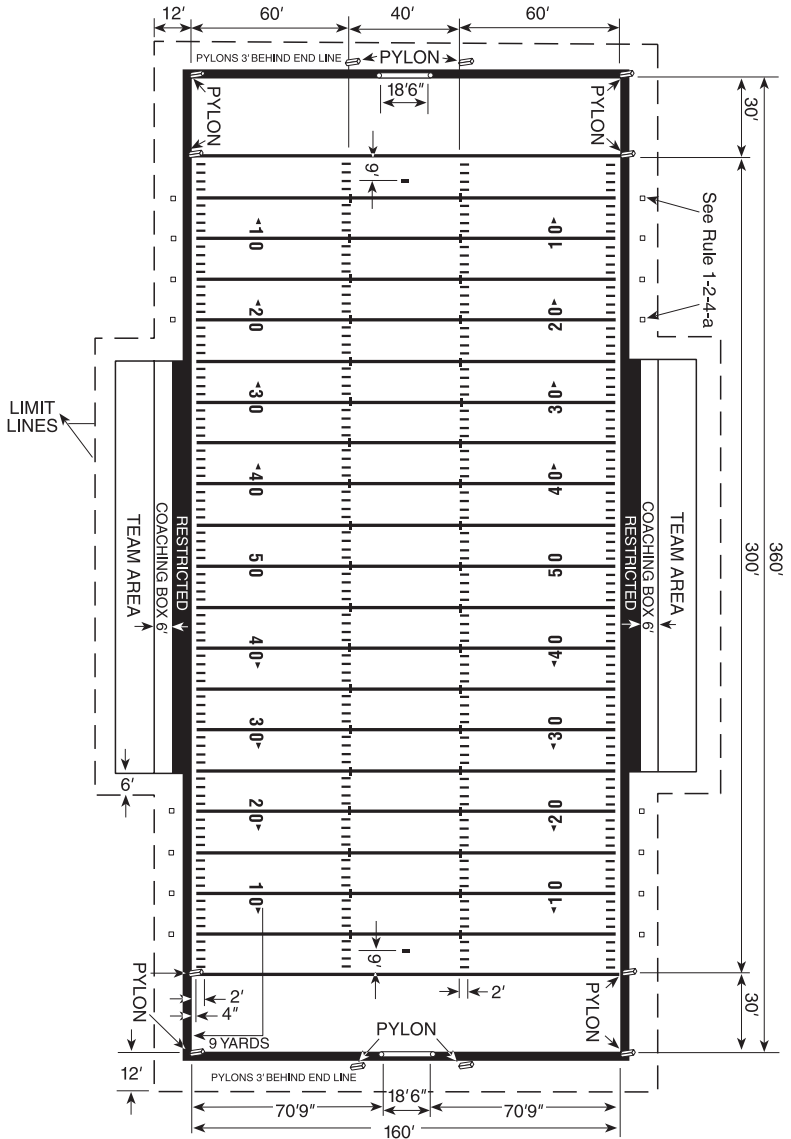 12′ 60′ 40′ 60′
PYLONS 3′ BEHIND END LINE PYLON
18′6″
PYLON
PYLON
30′
9′
See Rule 1-2-4-a
◄10 10►
◄20 20►
◄30 30►
LIMIT
LINES
◄40 40►
TEAM AREA
COACHING BOX 6′
RESTRICTED
50 50
RESTRICTED
COACHING BOX 6′
TEAM AREA
300′
360′
40► ◄40
30► ◄30
6′
20► ◄20
10► ◄10
9′
PYLON
2′
4″
2′
PYLON
30′
9 YARDS
PYLON
12′
PYLONS 3′ BEHIND END LINE
18′6″
70′9″ 70′9″
160′